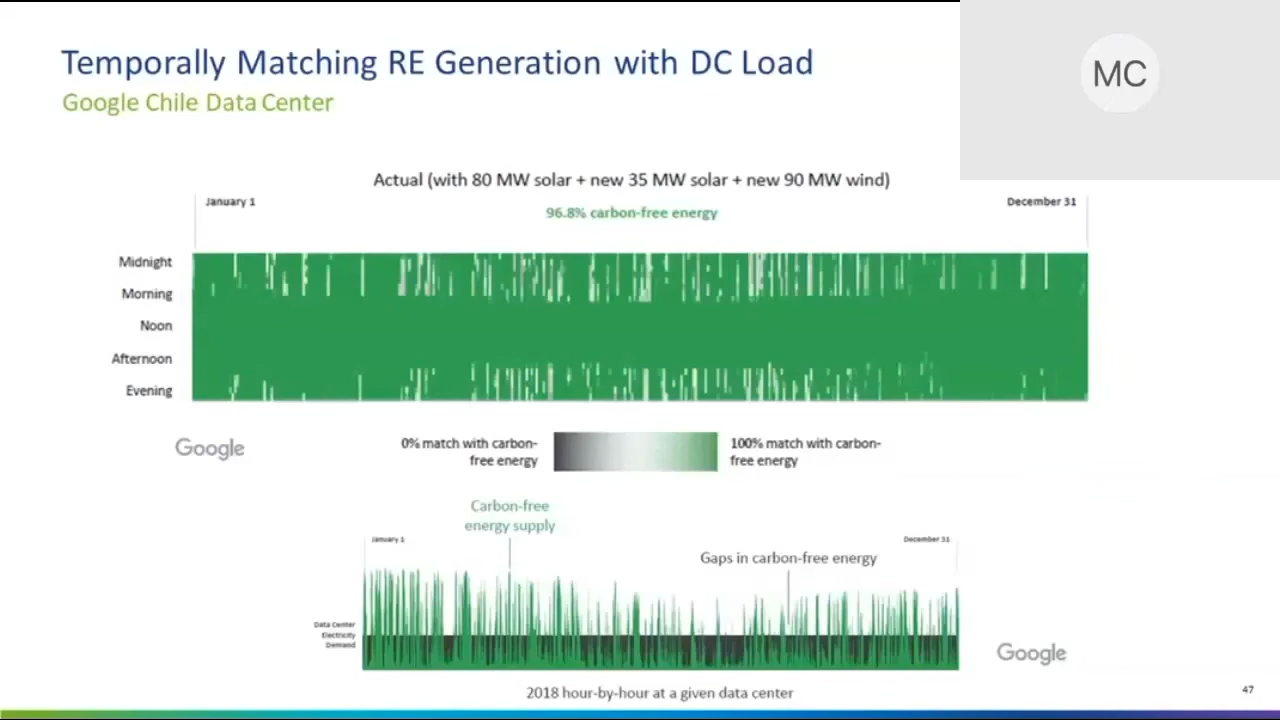 Temporally Matching RE Generation with DC Load
Google Chile Data Center
MC
Actual (with 80 MW solar + new 35 MW solar + new 90 MW wind)
January 1
96.8% carbon-free energy
December 31
Midnight
Morning
Noon
Afternoon
Evening
Google
0% match with carbon-
free energy
100% match with carbon-
free energy
Carbon-free
energy supply
January 1
December 31
Gaps in carbon-free energy
Data Center
Electricity
Demand
Google
2018 hour-by-hour at a given data center
47